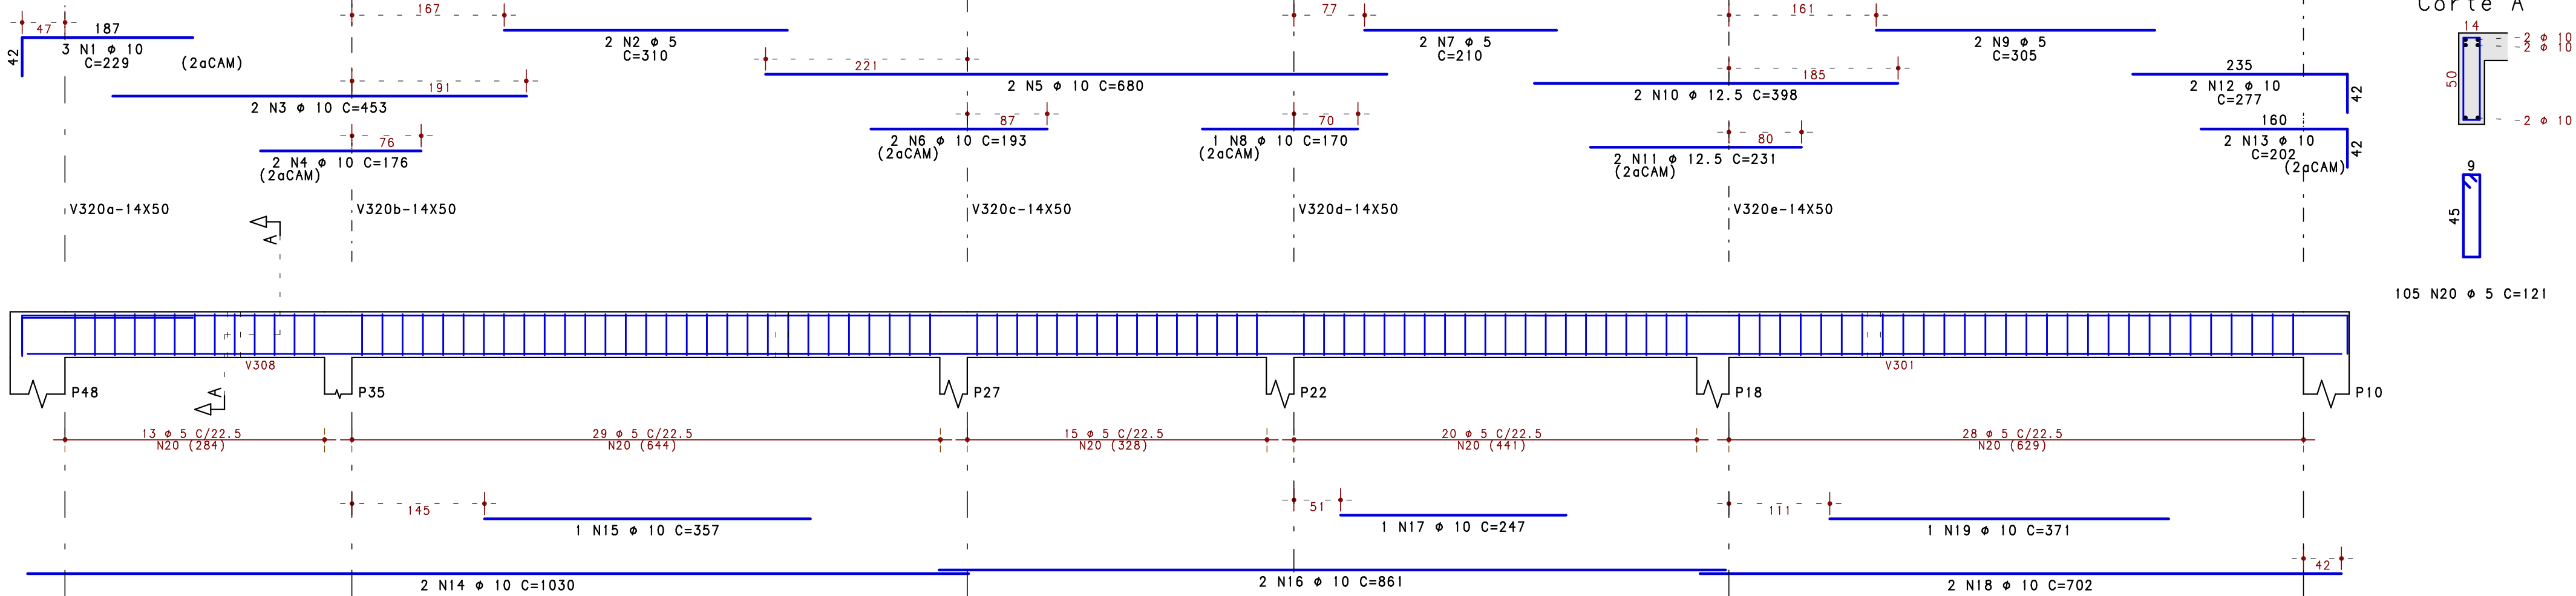 47
187
42
3 N1 ϕ 10
C=229
(2aCAM)
167
2 N2 ϕ 5
C=310
191
2 N3 ϕ 10 C=453
76
2 N4 ϕ 10 C=176
(2aCAM)
221
2 N5 ϕ 10 C=680
87
2 N6 ϕ 10 C=193
(2aCAM)
77
2 N7 ϕ 5
C=210
70
1 N8 ϕ 10 C=170
(2aCAM)
161
2 N9 ϕ 5
C=305
185
2 N10 ϕ 12.5 C=398
80
2 N11 ϕ 12.5 C=231
(2aCAM)
235
2 N12 ϕ 10
C=277
42
160
2 N13 ϕ 10
C=202
(2aCAM)
42
Corte A
14
2 ϕ 10
2 ϕ 10
50
2 ϕ 10
9
45
105 N20 ϕ 5 C=121
V320a-14X50
V320b-14X50
V320c-14X50
V320d-14X50
V320e-14X50
A
V308
V301
A
P48
P35
P27
P22
P18
P10
13 ϕ 5 C/22.5
N20 (284)
29 ϕ 5 C/22.5
N20 (644)
15 ϕ 5 C/22.5
N20 (328)
20 ϕ 5 C/22.5
N20 (441)
28 ϕ 5 C/22.5
N20 (629)
145
1 N15 ϕ 10 C=357
51
1 N17 ϕ 10 C=247
111
1 N19 ϕ 10 C=371
42
2 N14 ϕ 10 C=1030
2 N16 ϕ 10 C=861
2 N18 ϕ 10 C=702